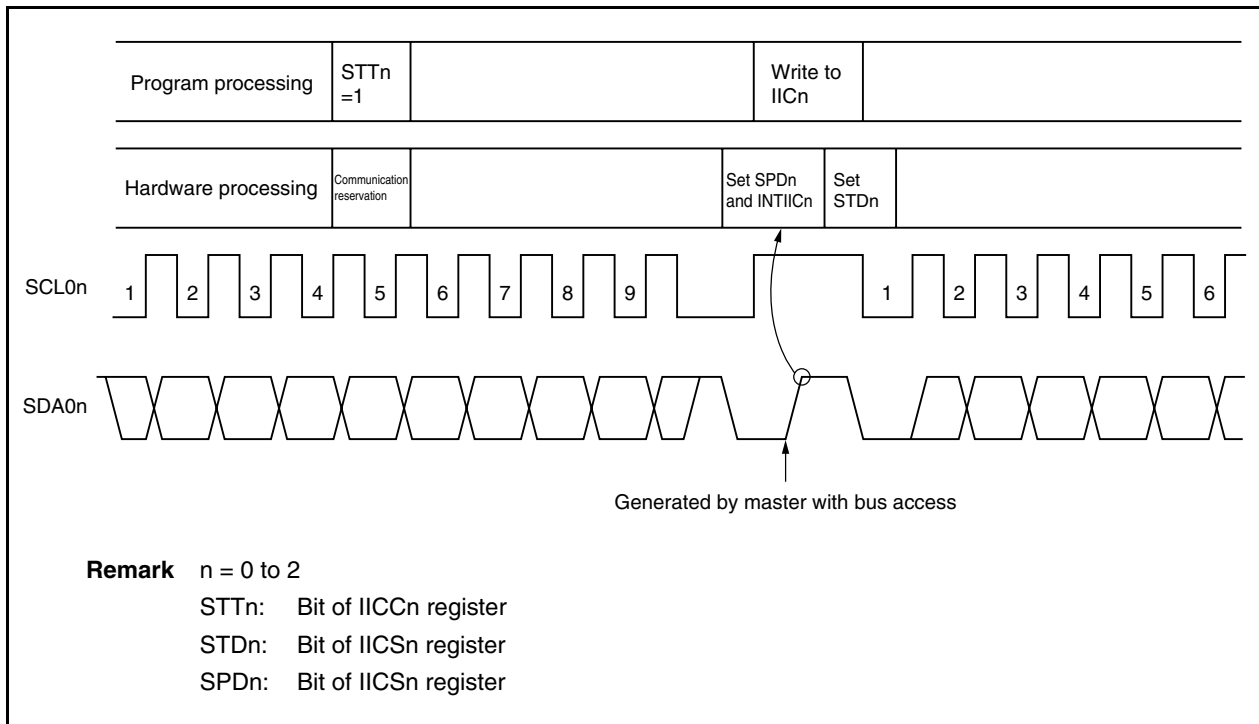 Program processing
STTn
=1
Write to
IICn
Hardware processing
Communication
reservation
Set SPDn
and INTIICn
Set
STDn
SCL0n
1 2 3 4 5 6 7 8 9 1 2 3 4 5 6
SDA0n
Generated by master with bus access
Remark n = 0 to 2
STTn: Bit of IICCn register
STDn: Bit of IICSn register
SPDn: Bit of IICSn register